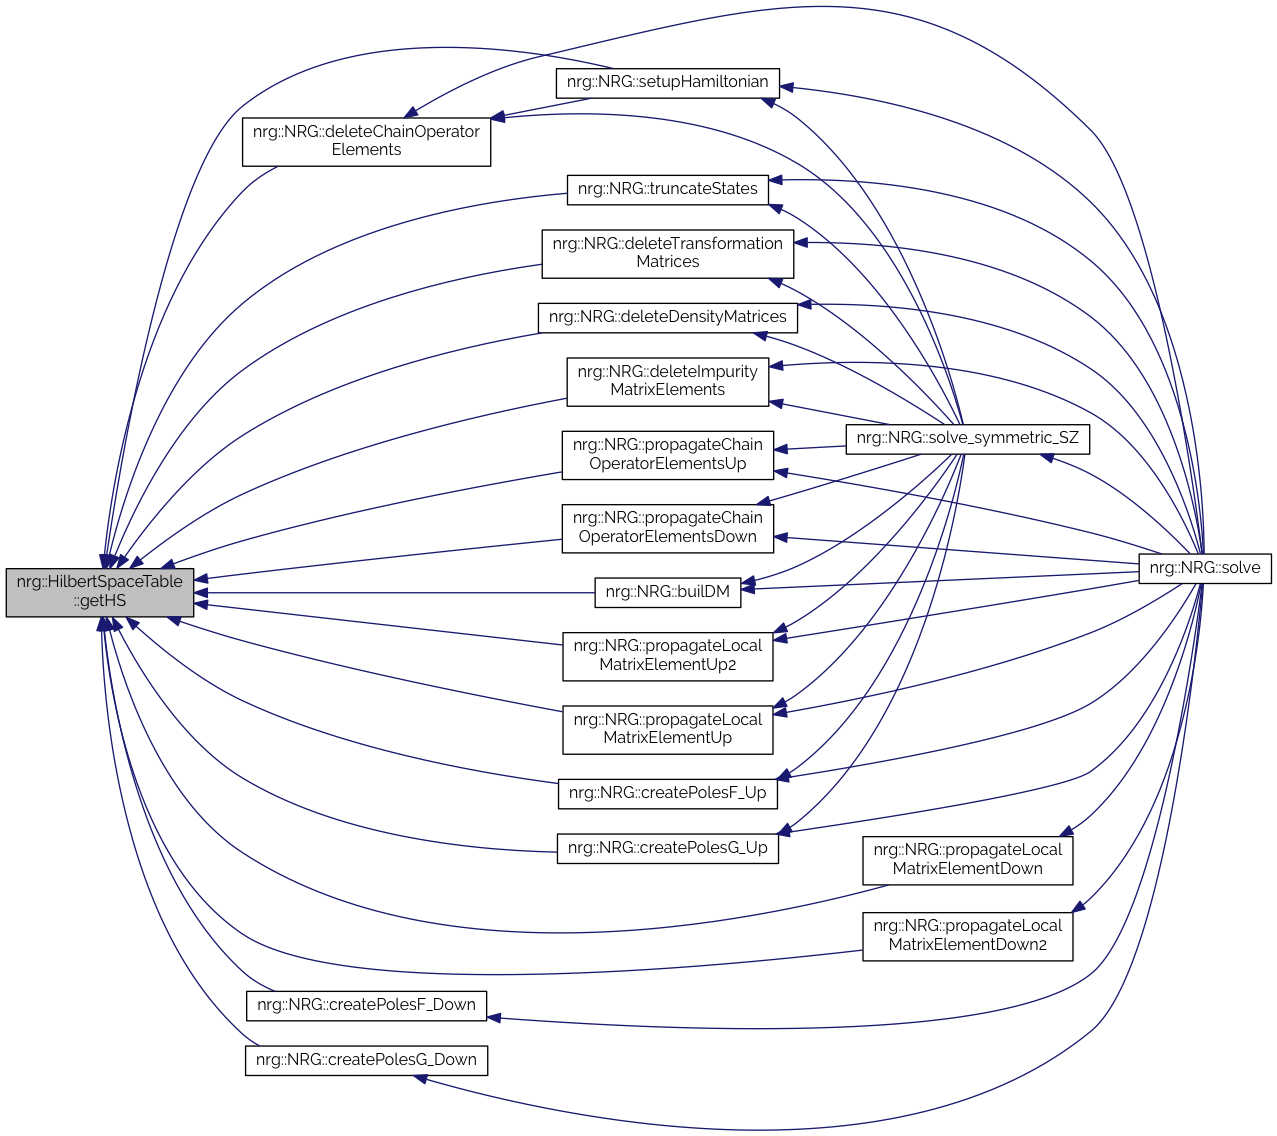 nrg::NRG::setupHamiltonian
nrg::NRG::deleteChainOperator
Elements
nrg::NRG::truncateStates
nrg::NRG::deleteTransformation
Matrices
nrg::NRG::deleteDensityMatrices
nrg::NRG::deleteImpurity
MatrixElements
nrg::NRG::propagateChain
OperatorElementsUp
nrg::NRG::solve_symmetric_SZ
nrg::NRG::propagateChain
OperatorElementsDown
nrg::HilbertSpaceTable
::getHS
nrg::NRG::solve
nrg::NRG::builDM
nrg::NRG::propagateLocal
MatrixElementUp2
nrg::NRG::propagateLocal
MatrixElementUp
nrg::NRG::createPolesF_Up
nrg::NRG::createPolesG_Up
nrg::NRG::propagateLocal
MatrixElementDown
nrg::NRG::propagateLocal
MatrixElementDown2
nrg::NRG::createPolesF_Down
nrg::NRG::createPolesG_Down